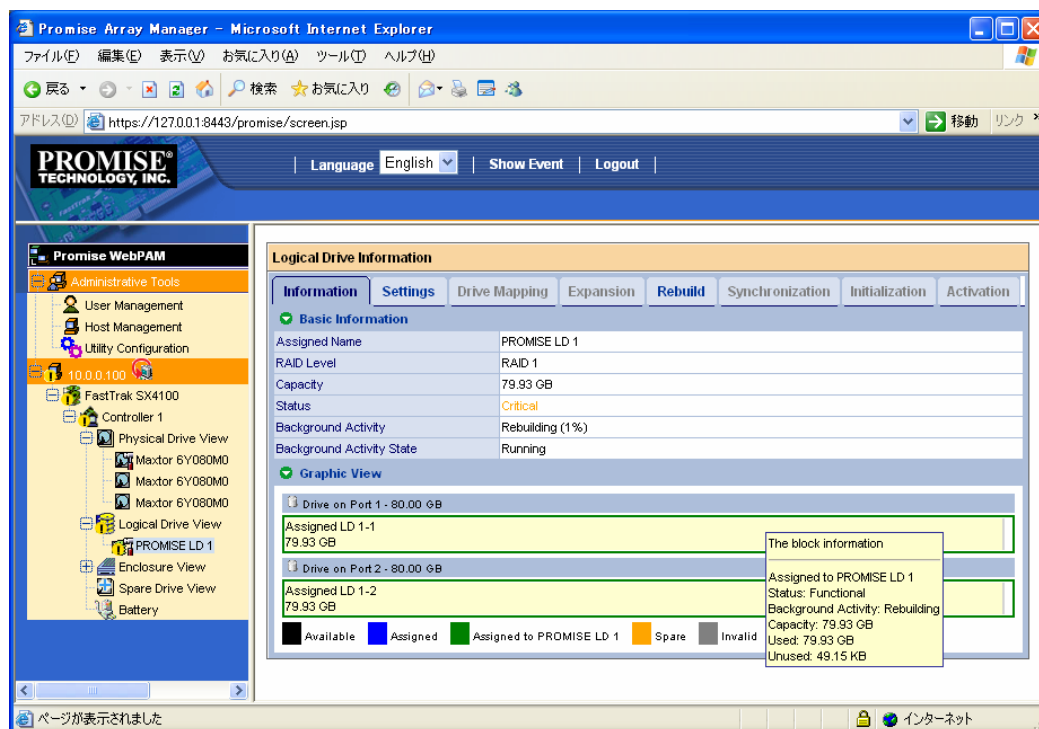 Promise Array Manager - Microsoft Internet Explorer
ファイル(F) 編集(E) 表示(V) お気に入り(A) ツール(T) ヘルプ(H)
戻る 検索 お気に入り
アドレス(D) https://127.0.0.1:8443/promise/screen.jsp 移動 リンク »
PROMISE®
TECHNOLOGY, INC.
| Language English | Show Event | Logout |
Promise WebPAM
Administrative Tools
User Management
Host Management
Utility Configuration
10.0.0.100
FastTrak SX4100
Controller 1
Physical Drive View
Maxtor 6Y080M0
Maxtor 6Y080M0
Maxtor 6Y080M0
Logical Drive View
PROMISE LD 1
Enclosure View
Spare Drive View
Battery
Logical Drive Information
Information Settings Drive Mapping Expansion Rebuild Synchronization Initialization Activation
Basic Information
Assigned Name PROMISE LD 1
RAID Level RAID 1
Capacity 79.93 GB
Status Critical
Background Activity Rebuilding (1%)
Background Activity State Running
Graphic View
Drive on Port 1 - 80.00 GB
Assigned LD 1-1
79.93 GB
Drive on Port 2 - 80.00 GB
Assigned LD 1-2
79.93 GB
Available Assigned Assigned to PROMISE LD 1 Spare Invalid
The block information
Assigned to PROMISE LD 1
Status: Functional
Background Activity: Rebuilding
Capacity: 79.93 GB
Used: 79.93 GB
Unused: 49.15 KB
ページが表示されました インターネット